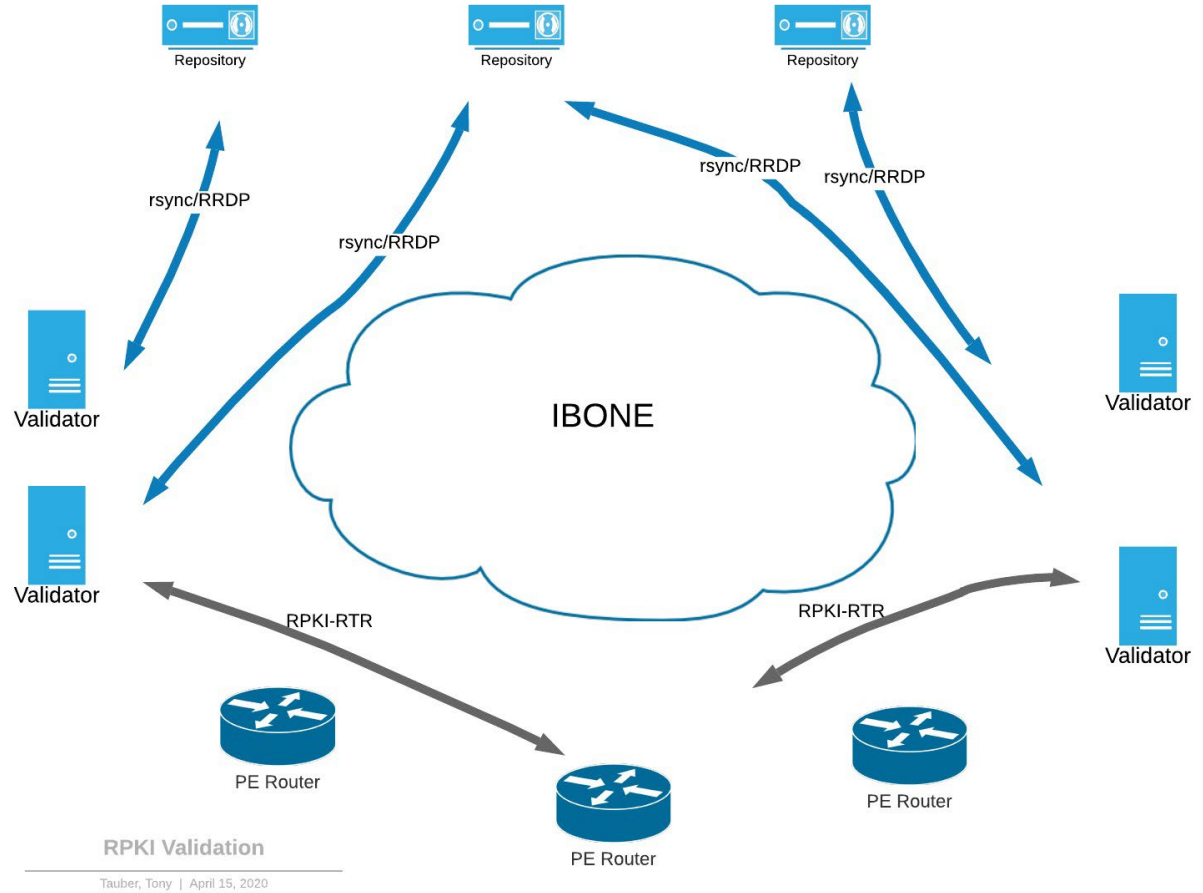 Repository
Repository
Repository
rsync/RRDP
rsync/RRDP
rsync/RRDP
rsync/RRDP
IBONE
Validator
Validator
Validator
Validator
RPKI-RTR
RPKI-RTR
PE Router
PE Router
PE Router
RPKI Validation
Tauber, Tony | April 15, 2020